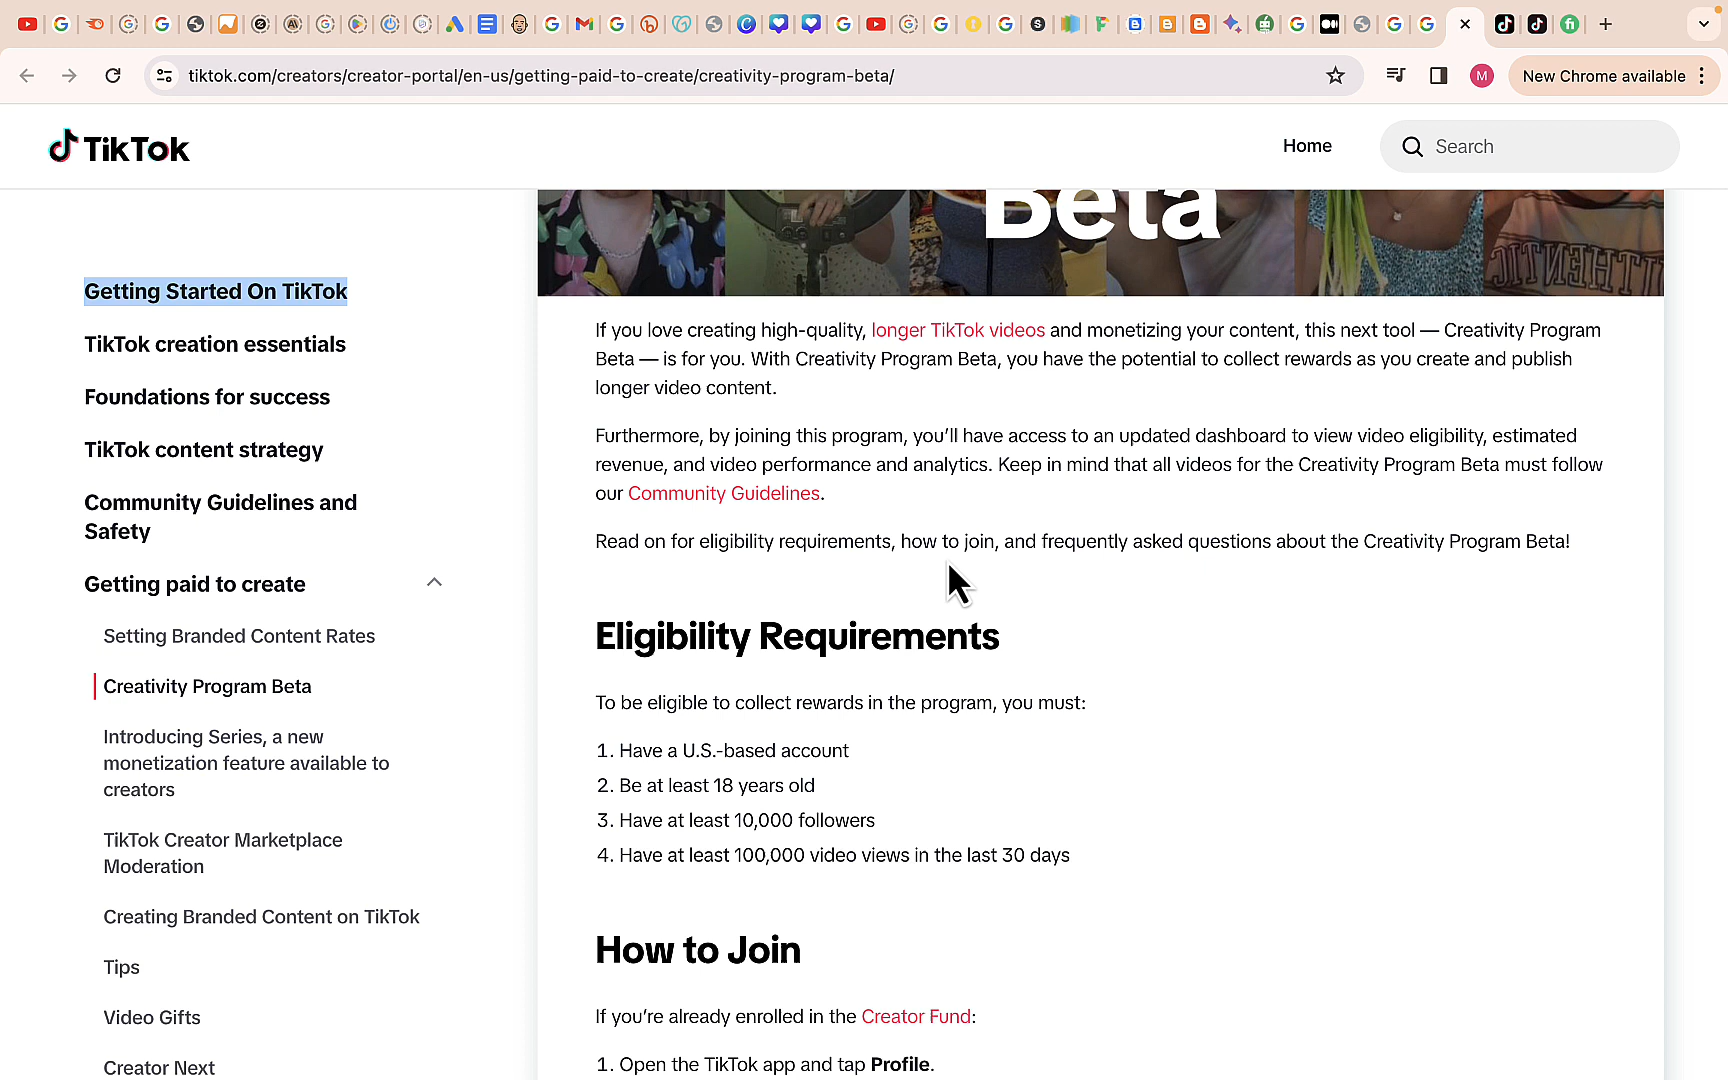 tiktok.com/creators/creator-portal/en-us/getting-paid-to-create/creativity-program-beta/
M
New Chrome available
TikTok
Home
Search
Beta
AUTHENTIC
Getting Started On TikTok
TikTok creation essentials
Foundations for success
TikTok content strategy
Community Guidelines and
Safety
Getting paid to create
Setting Branded Content Rates
Creativity Program Beta
Introducing Series, a new
monetization feature available to
creators
TikTok Creator Marketplace
Moderation
Creating Branded Content on TikTok
Tips
Video Gifts
Creator Next
If you love creating high-quality, longer TikTok videos and monetizing your content, this next tool — Creativity Program
Beta — is for you. With Creativity Program Beta, you have the potential to collect rewards as you create and publish
longer video content.
Furthermore, by joining this program, you'll have access to an updated dashboard to view video eligibility, estimated
revenue, and video performance and analytics. Keep in mind that all videos for the Creativity Program Beta must follow
our Community Guidelines.
Read on for eligibility requirements, how to join, and frequently asked questions about the Creativity Program Beta!
Eligibility Requirements
To be eligible to collect rewards in the program, you must:
1. Have a U.S.-based account
2. Be at least 18 years old
3. Have at least 10,000 followers
4. Have at least 100,000 video views in the last 30 days
How to Join
If you're already enrolled in the Creator Fund:
1. Open the TikTok app and tap Profile.